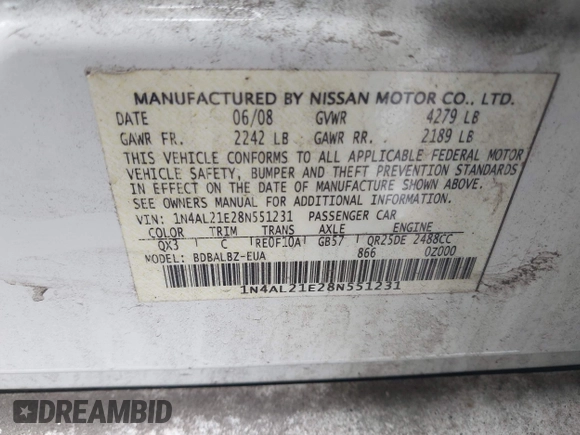 MANUFACTURED BY NISSAN MOTOR CO., LTD.
DATE 06/08 GVWR 4279 LB
GAWR FR. 2242 LB GAWR RR. 2189 LB
THIS VEHICLE CONFORMS TO ALL APPLICABLE FEDERAL MOTOR
VEHICLE SAFETY, BUMPER AND THEFT PREVENTION STANDARDS
IN EFFECT ON THE DATE OF MANUFACTURE SHOWN ABOVE.
SEE OWNERS MANUAL FOR ADDITIONAL INFORMATION.
VIN: 1N4AL21E28N551231 PASSENGER CAR
COLOR TRIM TRANS AXLE ENGINE
QX3 C RE0F10A GB57 QR25DE 2488CC
MODEL: BDBALBZ-EUA 866 0Z000
1N4AL21E28N551231
DREAMBID